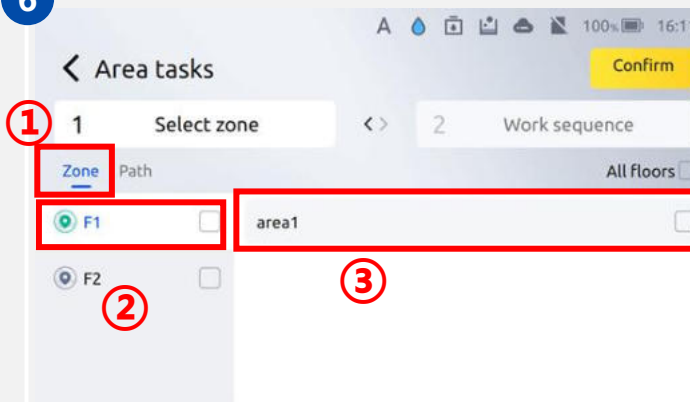 6
A 100% 16:1
Area tasks
Confirm
① 1 Select zone <> 2 Work sequence
Zone Path All floors
F1 area1
F2
②
③